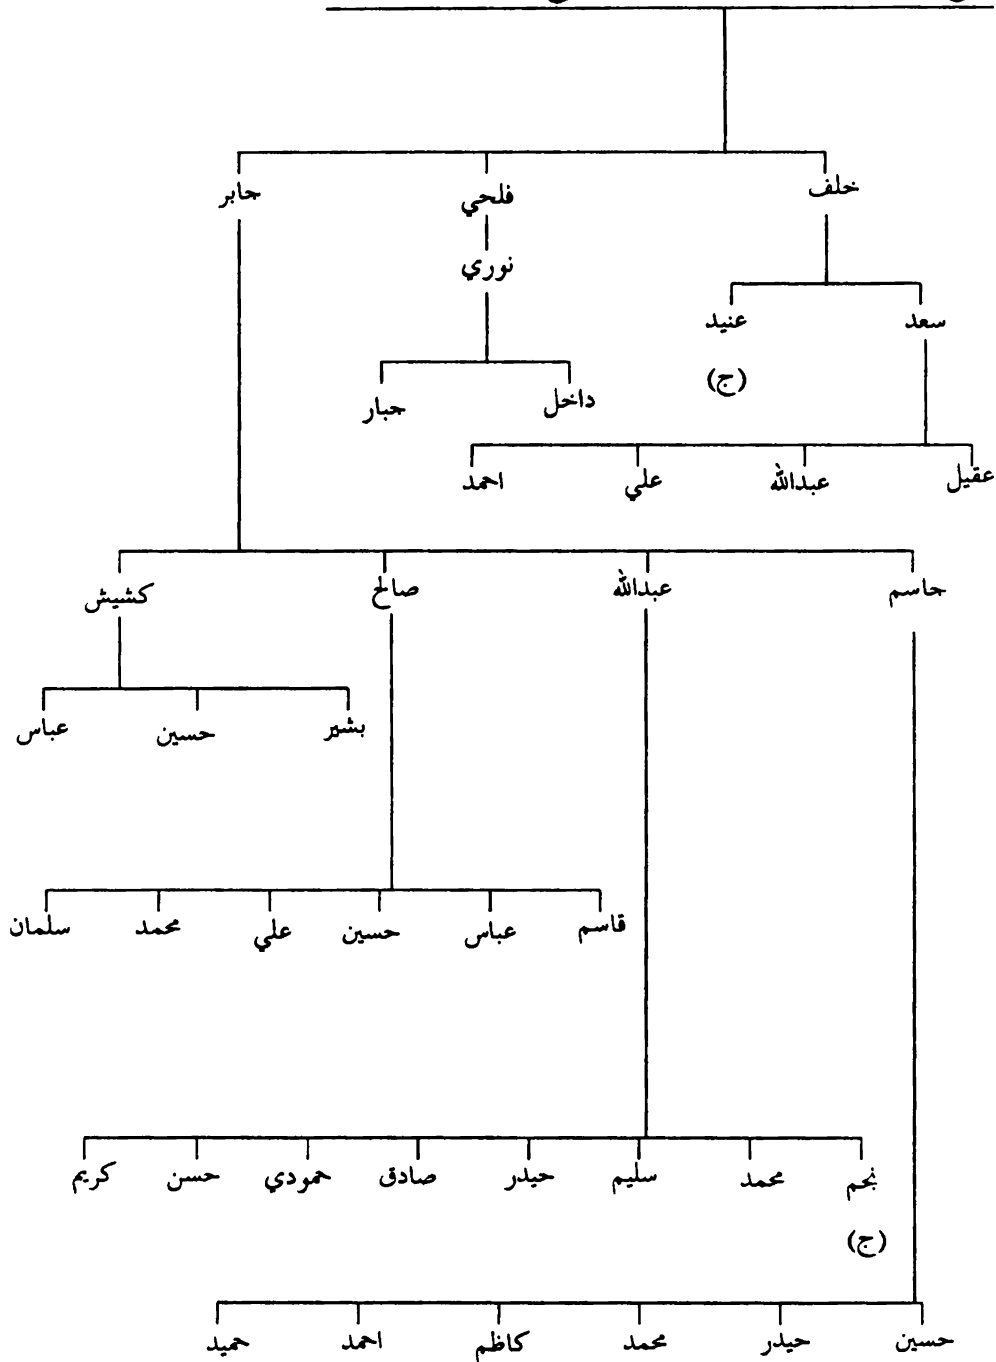 خلف فلحي جابر
نوري
سعد عنيد
(ج)
داخل جبار
عقيل عبدالله علي احمد
جاسم عبدالله صالح كشيش
بشير حسين عباس
قاسم عباس حسين علي محمد سلمان
نجم محمد سليم حيدر صادق حمودي حسن كريم
(ج)
حسين حيدر محمد كاظم احمد حميد